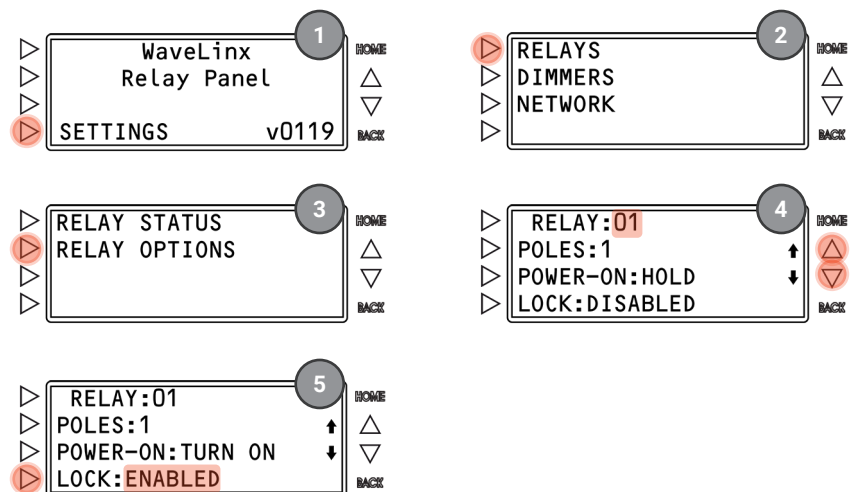 1
WaveLinx
Relay Panel
SETTINGS v0119
HOME
BACK
2
RELAYS
DIMMERS
NETWORK
HOME
BACK
3
RELAY STATUS
RELAY OPTIONS
HOME
BACK
4
RELAY:01
POLES:1
POWER-ON:HOLD
LOCK:DISABLED
HOME
BACK
5
RELAY:01
POLES:1
POWER-ON:TURN ON
LOCK:ENABLED
HOME
BACK